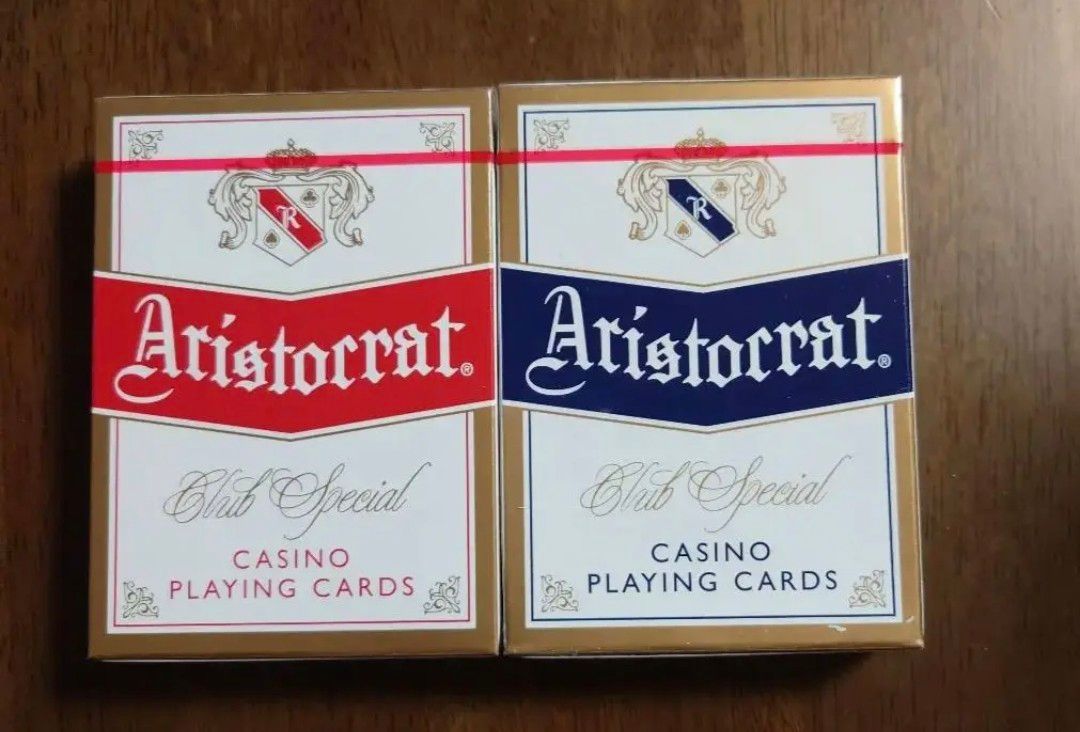 R
Aristocrat®
Club Special
CASINO
PLAYING CARDS
R
Aristocrat®
Club Special
CASINO
PLAYING CARDS